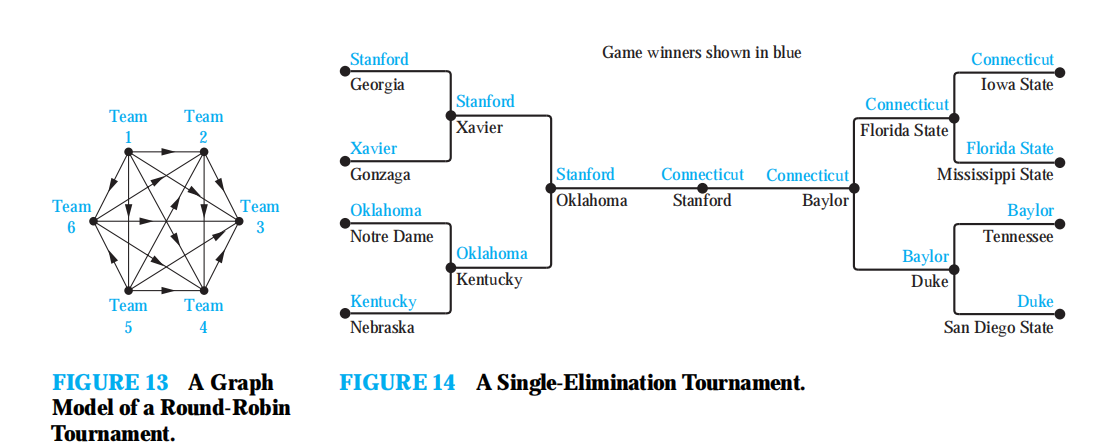 Team
1
Team
2
Team
6
Team
3
Team
5
Team
4
FIGURE 13 A Graph
Model of a Round-Robin
Tournament.
Game winners shown in blue
Stanford
Georgia
Stanford
Xavier
Xavier
Gonzaga
Oklahoma
Notre Dame
Oklahoma
Kentucky
Kentucky
Nebraska
Stanford
Oklahoma
Connecticut
Stanford
Connecticut
Baylor
Connecticut
Florida State
Connecticut
Iowa State
Florida State
Mississippi State
Baylor
Tennessee
Baylor
Duke
Duke
San Diego State
FIGURE 14 A Single-Elimination Tournament.